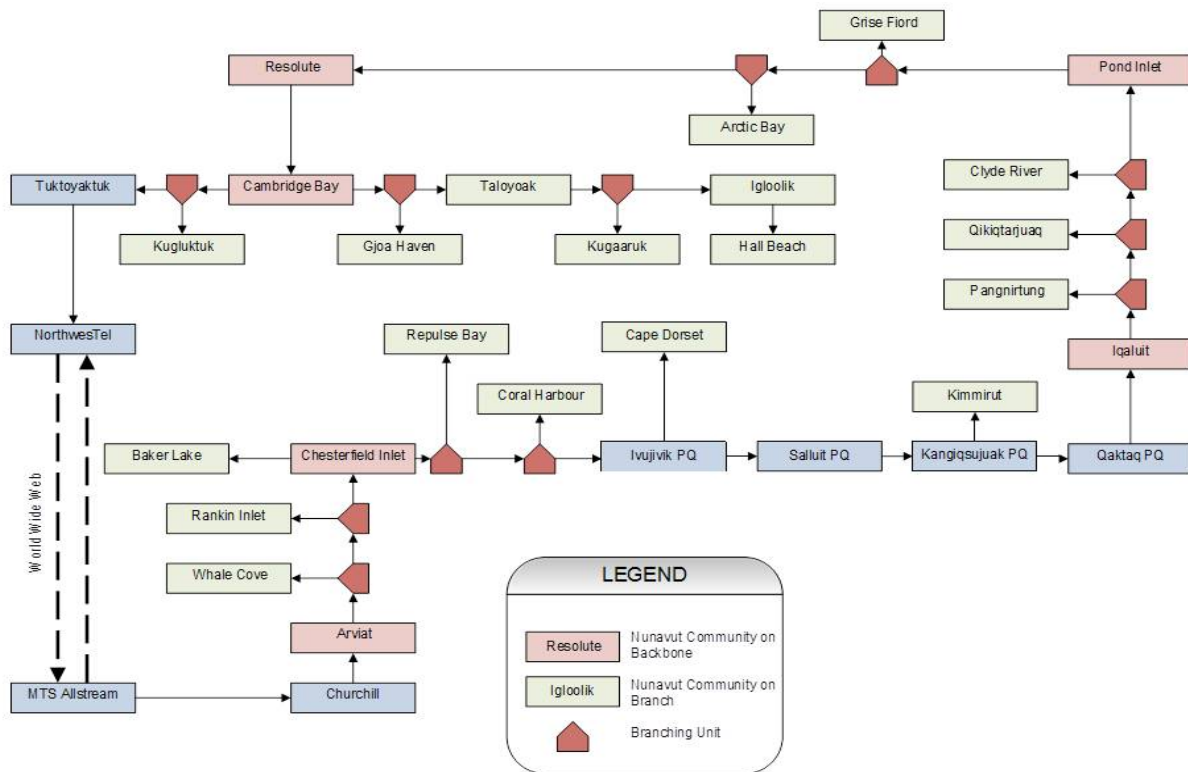 Grise Fiord
Resolute
Pond Inlet
Arctic Bay
Clyde River
Tuktoyaktuk
Cambridge Bay
Taloyoak
Igloolik
Qikiqtarjuaq
Kugluktuk
Gjoa Haven
Kugaaruk
Hall Beach
Pangnirtung
NorthwesTel
Repulse Bay
Cape Dorset
Iqaluit
Coral Harbour
Kimmirut
Baker Lake
Chesterfield Inlet
Ivujivik PQ
Salluit PQ
Kangiqsujuak PQ
Qaktaq PQ
World Wide Web
Rankin Inlet
Whale Cove
Arviat
MTS Allstream
Churchill
LEGEND
Resolute
Nunavut Community on
Backbone
Igloolik
Nunavut Community on
Branch
Branching Unit